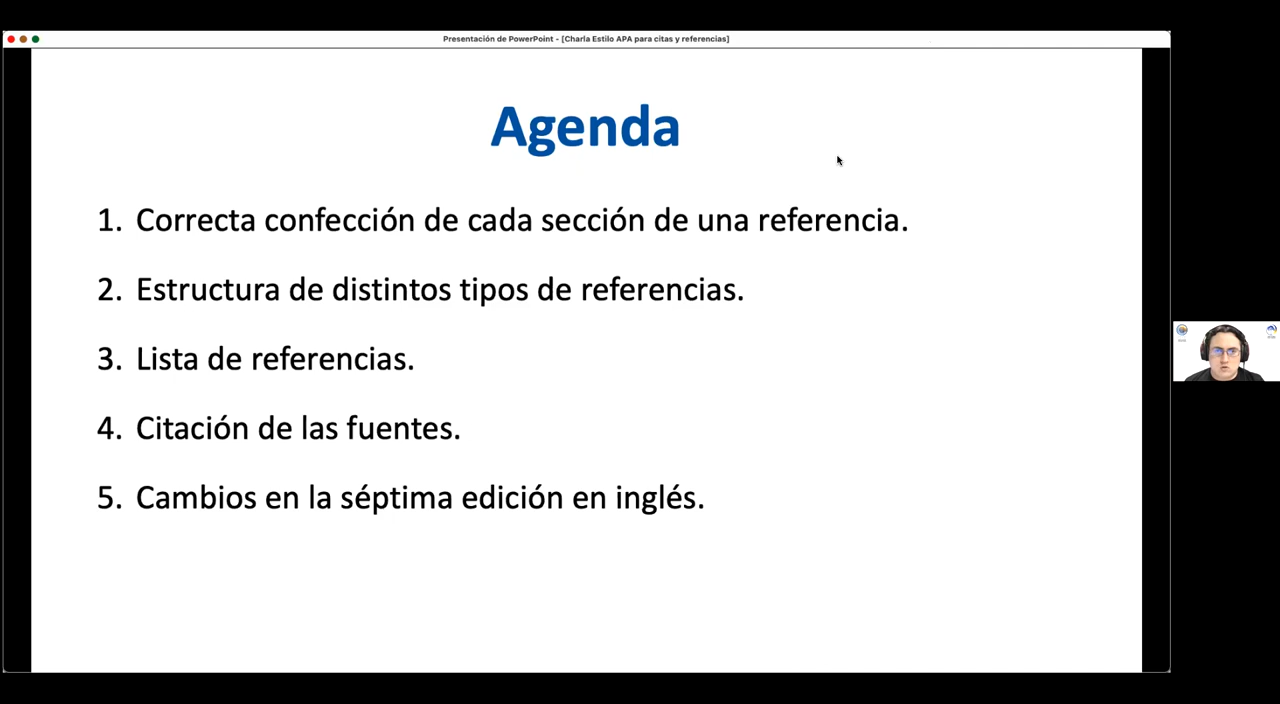 Presentación de PowerPoint - [Charla Estilo APA para citas y referencias]
Agenda
1. Correcta confección de cada sección de una referencia.
2. Estructura de distintos tipos de referencias.
3. Lista de referencias.
4. Citación de las fuentes.
5. Cambios en la séptima edición en inglés.